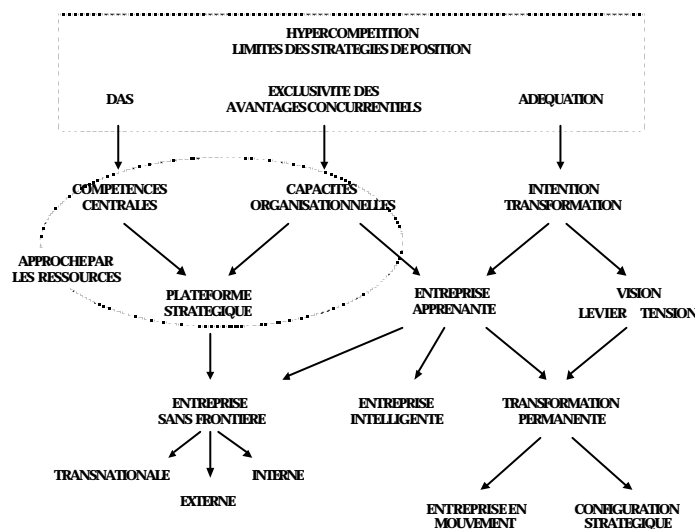 HYPERCOMPETITION
LIMITES DES STRATEGIES DE POSITION
DAS
EXCLUSIVITE DES
AVANTAGES CONCURRENTIELS
ADEQUATION
COMPETENCES
CENTRALES
CAPACITES
ORGANISATIONNELLES
INTENTION
TRANSFORMATION
APPROCHE PAR
LES RESSOURCES
PLATEFORME
STRATEGIQUE
ENTREPRISE
APPRENANTE
VISION
LEVIER TENSION
ENTREPRISE
SANS FRONTIERE
ENTREPRISE
INTELLIGENTE
TRANSFORMATION
PERMANENTE
TRANSNATIONALE
INTERNE
EXTERNE
ENTREPRISE EN
MOUVEMENT
CONFIGURATION
STRATEGIQUE